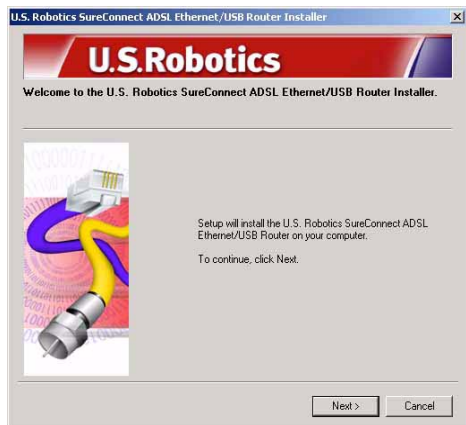 U.S. Robotics SureConnect ADSL Ethernet/USB Router Installer
U.S.Robotics
Welcome to the U.S. Robotics SureConnect ADSL Ethernet/USB Router Installer.
Setup will install the U.S. Robotics SureConnect ADSL
Ethernet/USB Router on your computer.
To continue, click Next.
Next >
Cancel